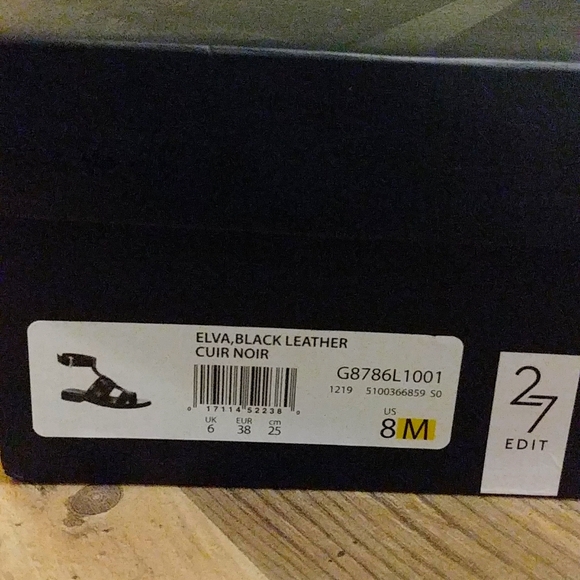 ELVA,BLACK LEATHER
CUIR NOIR
G8786L1001
1219 5100366859 S0
0 17114 52238 0
UK EUR cm
6 38 25
US
8 M
27
EDIT